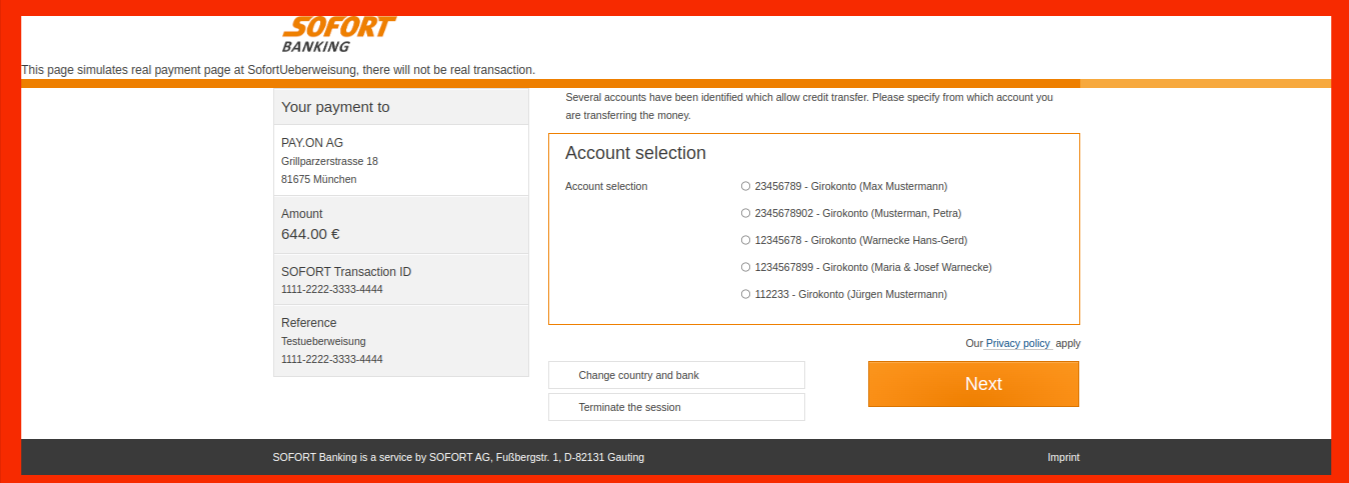 SOFORT
BANKING
This page simulates real payment page at SofortUeberweisung, there will not be real transaction.
Your payment to
PAY.ON AG
Grillparzerstrasse 18
81675 München
Amount
644.00 €
SOFORT Transaction ID
1111-2222-3333-4444
Reference
Testueberweisung
1111-2222-3333-4444
Several accounts have been identified which allow credit transfer. Please specify from which account you
are transferring the money.
Account selection
Account selection
23456789 - Girokonto (Max Mustermann)
2345678902 - Girokonto (Musterman, Petra)
12345678 - Girokonto (Warnecke Hans-Gerd)
1234567899 - Girokonto (Maria & Josef Warnecke)
112233 - Girokonto (Jürgen Mustermann)
Our Privacy policy apply
Change country and bank
Next
Terminate the session
SOFORT Banking is a service by SOFORT AG, Fußbergstr. 1, D-82131 Gauting
Imprint